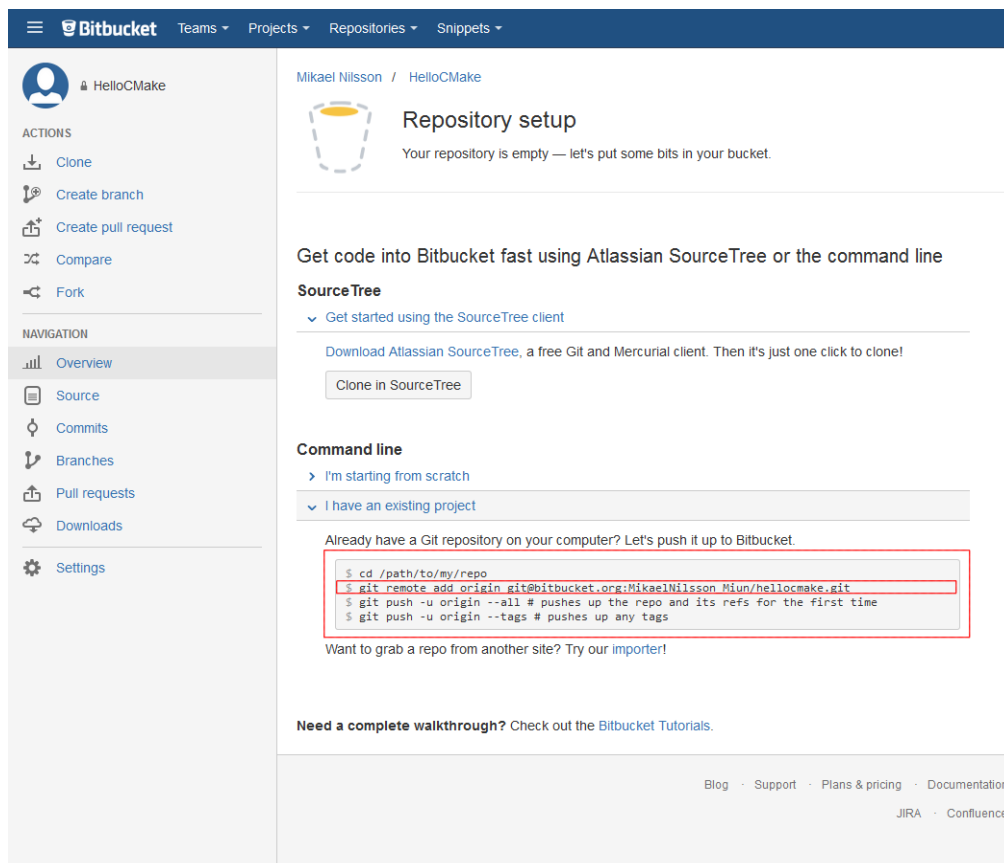 Bitbucket Teams Projects Repositories Snippets
HelloCMake
ACTIONS
Clone
Create branch
Create pull request
Compare
Fork
NAVIGATION
Overview
Source
Commits
Branches
Pull requests
Downloads
Settings
Mikael Nilsson / HelloCMake
Repository setup
Your repository is empty — let's put some bits in your bucket.
Get code into Bitbucket fast using Atlassian SourceTree or the command line
SourceTree
Get started using the SourceTree client
Download Atlassian SourceTree, a free Git and Mercurial client. Then it's just one click to clone!
Clone in SourceTree
Command line
I'm starting from scratch
I have an existing project
Already have a Git repository on your computer? Let's push it up to Bitbucket.
$ cd /path/to/my/repo
$ git remote add origin git@bitbucket.org:MikaelNilsson_Miun/hellocmake.git
$ git push -u origin --all # pushes up the repo and its refs for the first time
$ git push -u origin --tags # pushes up any tags
Want to grab a repo from another site? Try our importer!
Need a complete walkthrough? Check out the Bitbucket Tutorials.
Blog · Support · Plans & pricing · Documentation
JIRA · Confluence